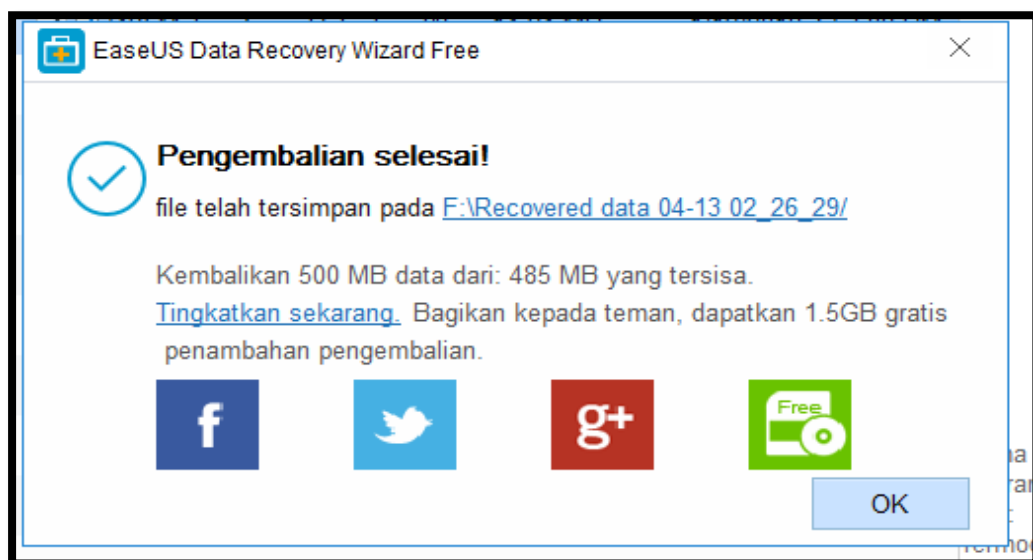 EaseUS Data Recovery Wizard Free
Pengembalian selesai!
file telah tersimpan pada F:\Recovered data 04-13 02_26_29/
Kembalikan 500 MB data dari: 485 MB yang tersisa.
Tingkatkan sekarang. Bagikan kepada teman, dapatkan 1.5GB gratis
penambahan pengembalian.
f
g+
Free
OK